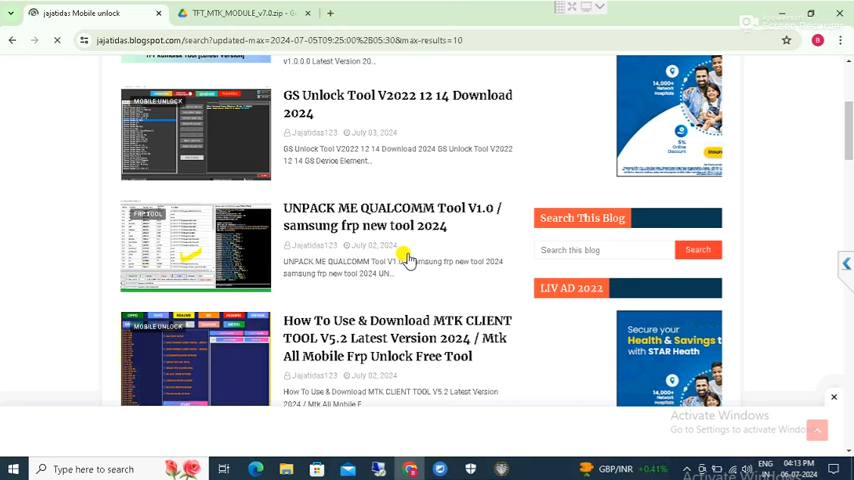 jajatidas Mobile unlock
TFT_MTK_MODULE_v7.0.zip - G
jajatidas.blogspot.com/search?updated-max=2024-07-05T09:25:00%2B05:30&max-results=10
B
v1.0.0.0 Latest Version 20...
MOBILE UNLOCK
GS Unlock Tool V2022 12 14 Download
2024
Jajatidas123 July 03, 2024
GS Unlock Tool V2022 12 14 Download 2024 GS Unlock Tool V2022
12 14 GS Device Element...
14,000+
Network
Hospitals
5%
Online
Discount
FRP TOOL
UNPACK ME QUALCOMM Tool V1.0 /
samsung frp new tool 2024
Jajatidas123 July 02, 2024
UNPACK ME QUALCOMM Tool V1. samsung frp new tool 2024
samsung frp new tool 2024 UN...
Search This Blog
Search this blog
Search
LIV AD 2022
MOBILE UNLOCK
How To Use & Download MTK CLIENT
TOOL V5.2 Latest Version 2024 / Mtk
All Mobile Frp Unlock Free Tool
Jajatidas123 July 02, 2024
How To Use & Download MTK CLIENT TOOL V5.2 Latest Version
2024 / Mtk All Mobile F
Secure your
Health & Savings
with STAR Heath
14,000+
Network
Hospitals
Activate Windows
Go to Settings to activate Windows
Type here to search
GBP/INR +0.41%
ENG
IN
04:13 PM
06-07-2024